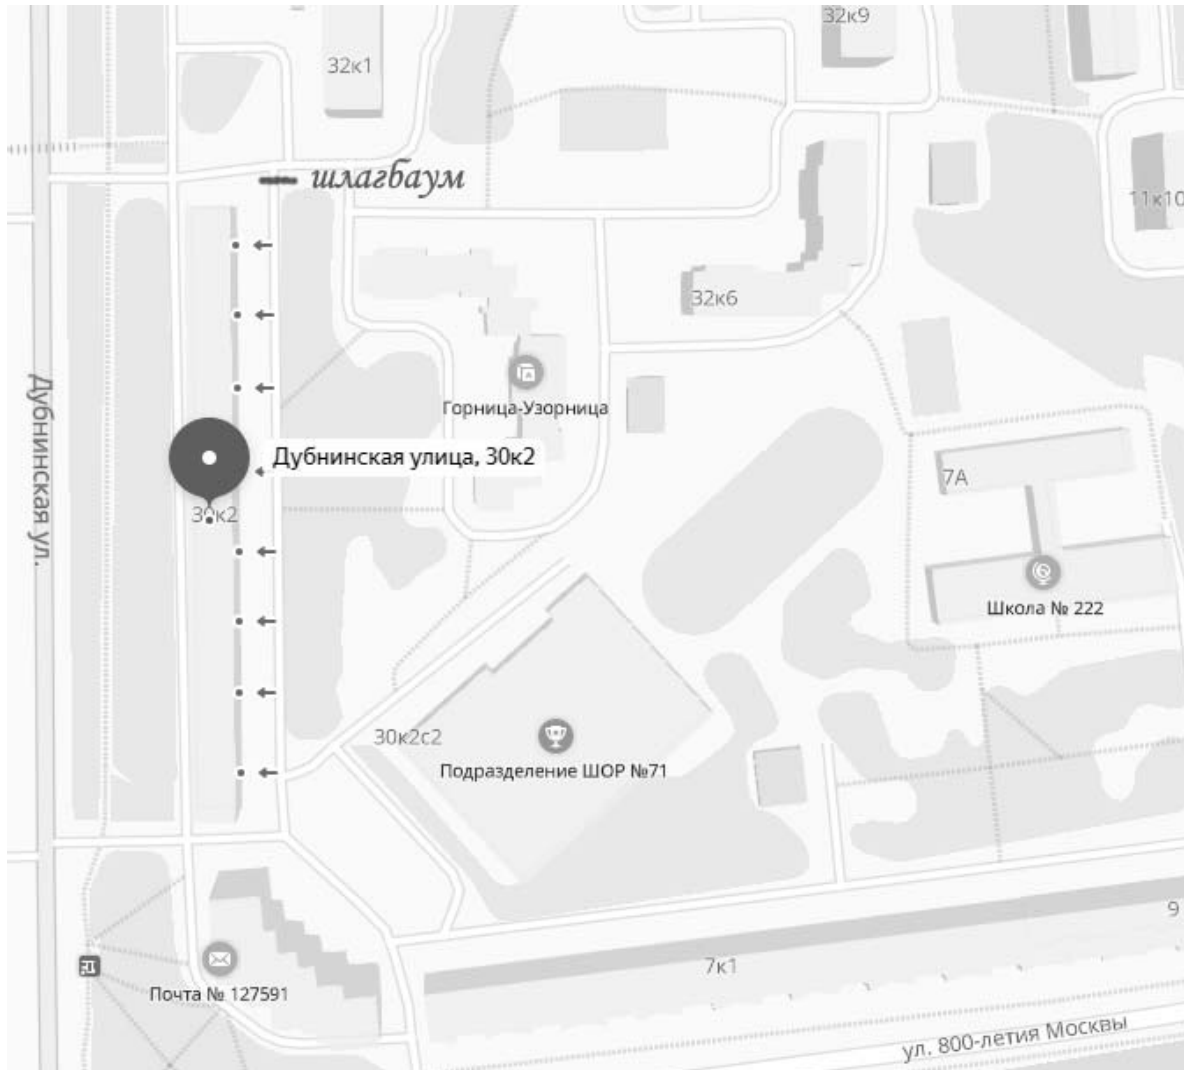 32к9
32к1
шлагбаум
11к10
32к6
Горница-Узорница
Дубнинская ул.
Дубнинская улица, 30к2
30к2
7А
Школа № 222
30к2с2
Подразделение ШОР №71
9
7к1
Почта № 127591
ул. 800-летия Москвы